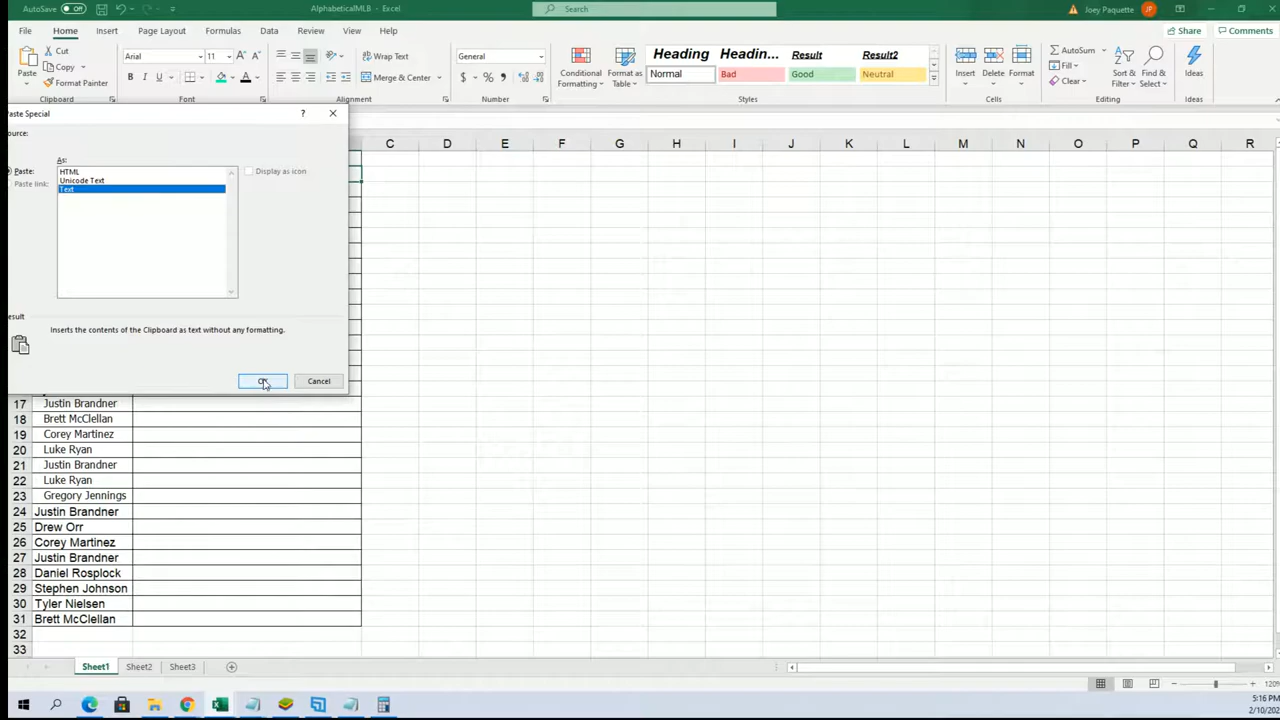 AutoSave Off AlphabeticalMLB - Excel Search Joey Paquette JP
File Home Insert Page Layout Formulas Data Review View Help Share Comments
Paste Cut Copy Format Painter Clipboard
Arial 11 A A B I U A Font
Wrap Text Merge & Center Alignment
General $ % 9 Number
Conditional Formatting Format as Table
Heading Headin... Result Result2
Normal Bad Good Neutral
Styles
Insert Delete Format Cells
AutoSum Fill Clear Sort & Filter Find & Select Editing
Ideas Ideas
aste Special ? ×
ource:
As:
Paste:
Paste link:
HTML
Unicode Text
Text
Display as icon
esult
Inserts the contents of the Clipboard as text without any formatting.
Cancel
C D E F G H I J K L M N O P Q R
17 Justin Brandner
18 Brett McClellan
19 Corey Martinez
20 Luke Ryan
21 Justin Brandner
22 Luke Ryan
23 Gregory Jennings
24 Justin Brandner
25 Drew Orr
26 Corey Martinez
27 Justin Brandner
28 Daniel Rosplock
29 Stephen Johnson
30 Tyler Nielsen
31 Brett McClellan
32
33
Sheet1 Sheet2 Sheet3
120%
5:16 PM
2/10/202